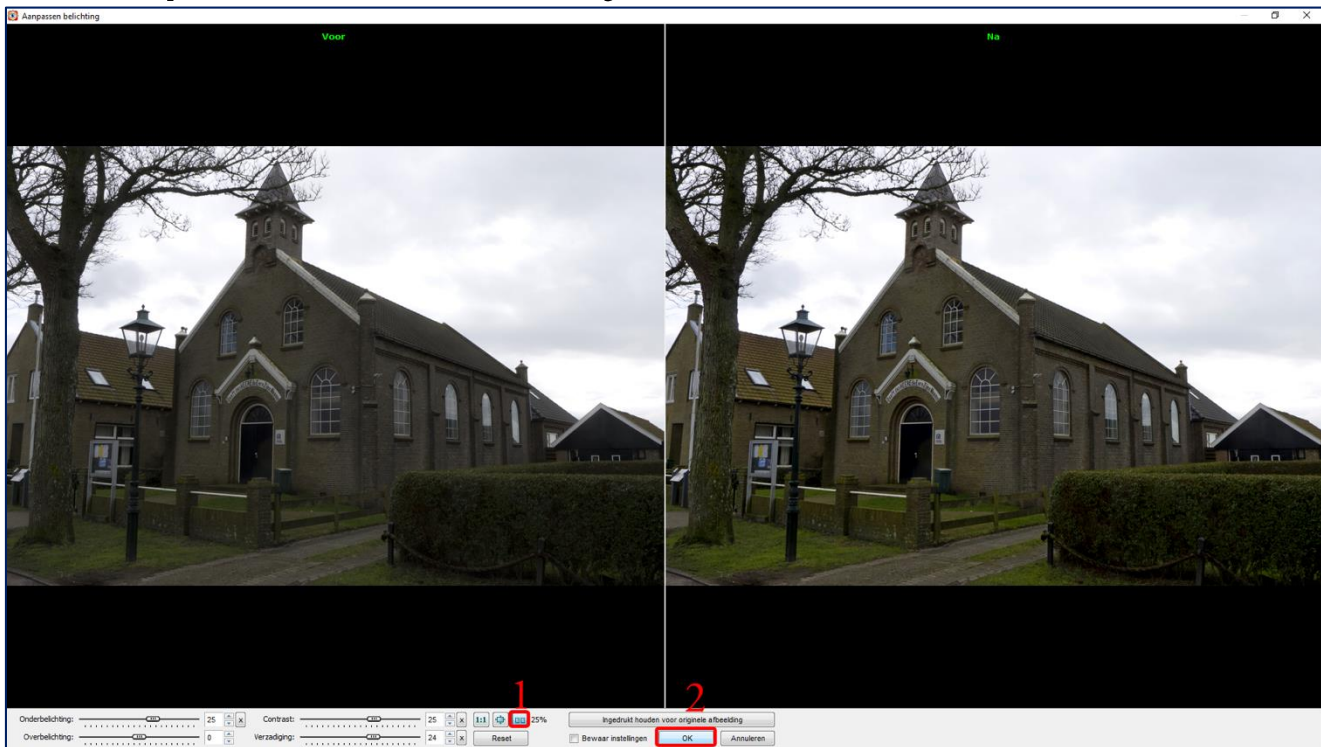 Aanpassen belichting
Voor
Na
1
2
Onderbelichting: 25 x Contrast: 25 x 1:1 25% Ingedrukt houden voor originele afbeelding
Overbelichting: 0 Verzadiging: 24 x Reset Bewaar instellingen OK Annuleren